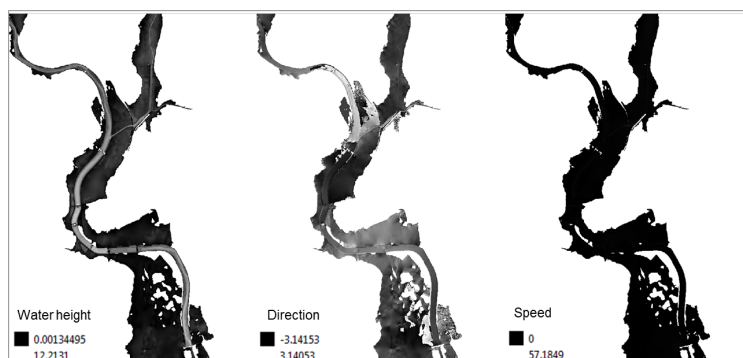 Water height
0.00134495
12.2131
Direction
-3.14153
3.14053
Speed
0
57.1849